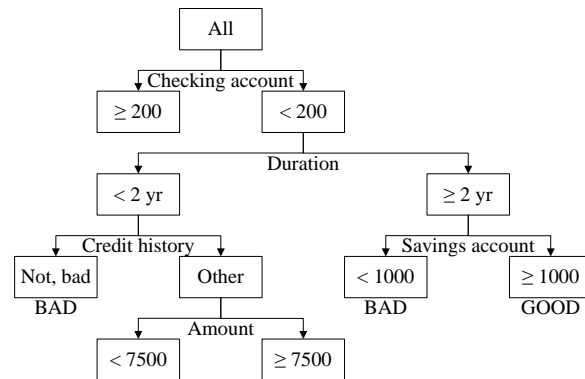 All
Checking account
≥ 200
< 200
Duration
< 2 yr
≥ 2 yr
Credit history
Savings account
Not, bad
Other
< 1000
≥ 1000
BAD
BAD
GOOD
Amount
< 7500
≥ 7500